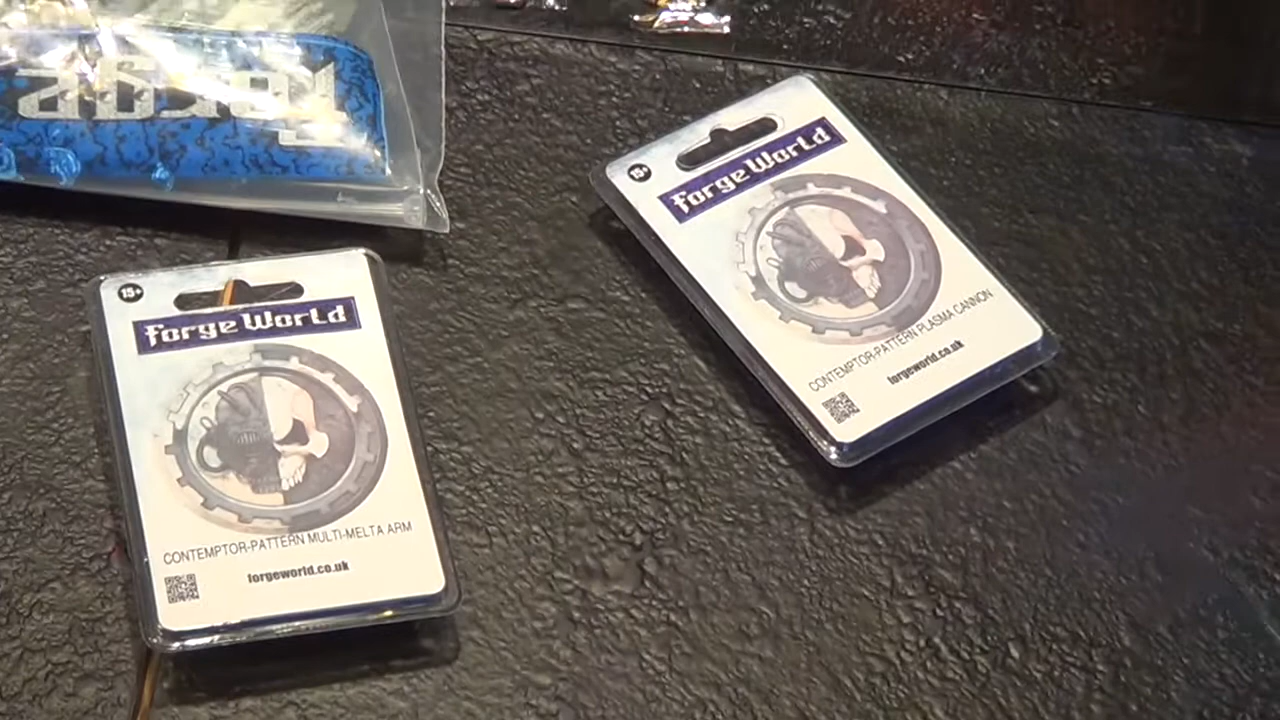 Forge
15+
Forge World
CONTEMPTOR-PATTERN MULTI-MELTA ARM
forgeworld.co.uk
15+
Forge World
CONTEMPTOR-PATTERN PLASMA CANNON
forgeworld.co.uk